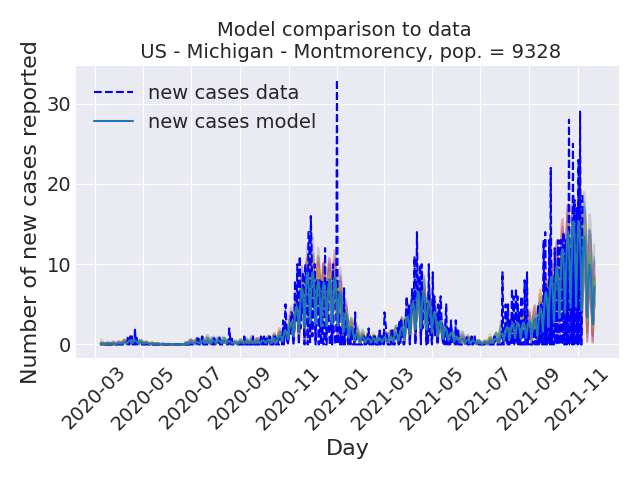 Model comparison to data
US - Michigan - Montmorency, pop. = 9328
Number of new cases reported
30
20
10
0
new cases data
new cases model
2020-03
2020-05
2020-07
2020-09
2020-11
2021-01
2021-03
2021-05
2021-07
2021-09
2021-11
Day